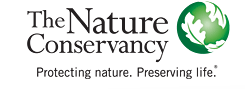 The Nature
Conservancy
Protecting nature. Preserving life.®